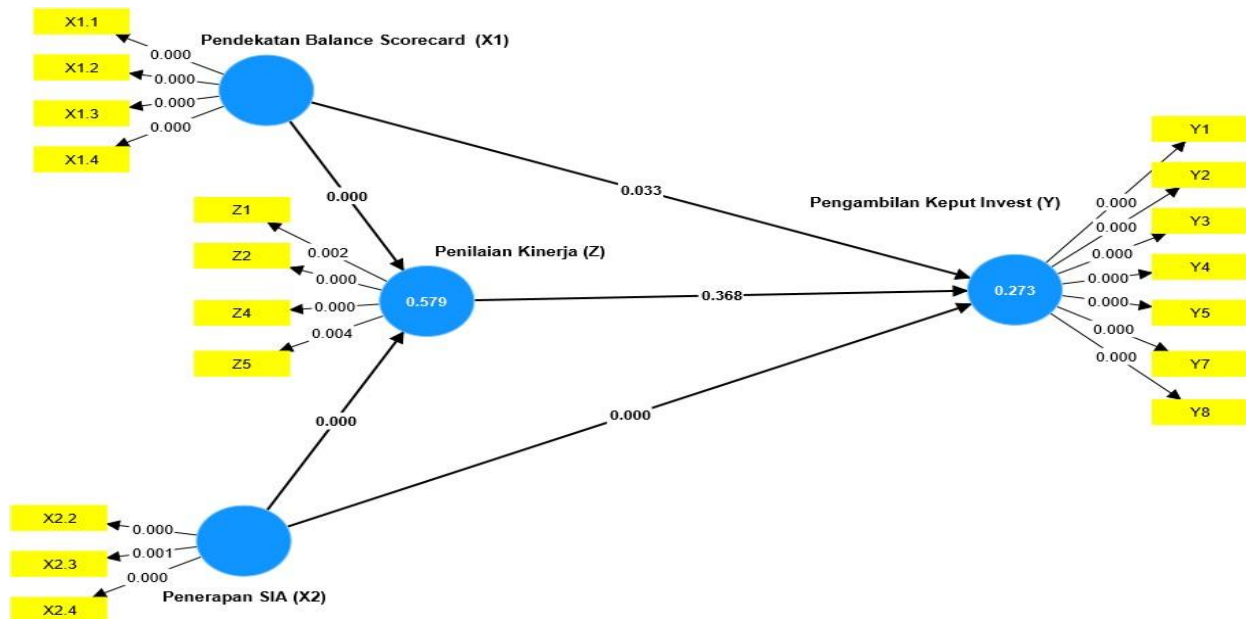 X1.1
X1.2
X1.3
X1.4
0.000
0.000
0.000
0.000
Pendekatan Balance Scorecard (X1)
0.000
0.033
Z1
Z2
Z4
Z5
0.002
0.000
0.000
0.004
Penilaian Kinerja (Z)
0.579
0.368
Pengambilan Keput Invest (Y)
0.273
0.000
0.000
0.000
0.000
0.000
0.000
0.000
Y1
Y2
Y3
Y4
Y5
Y7
Y8
0.000
0.000
X2.2
X2.3
X2.4
0.000
0.001
0.000
Penerapan SIA (X2)